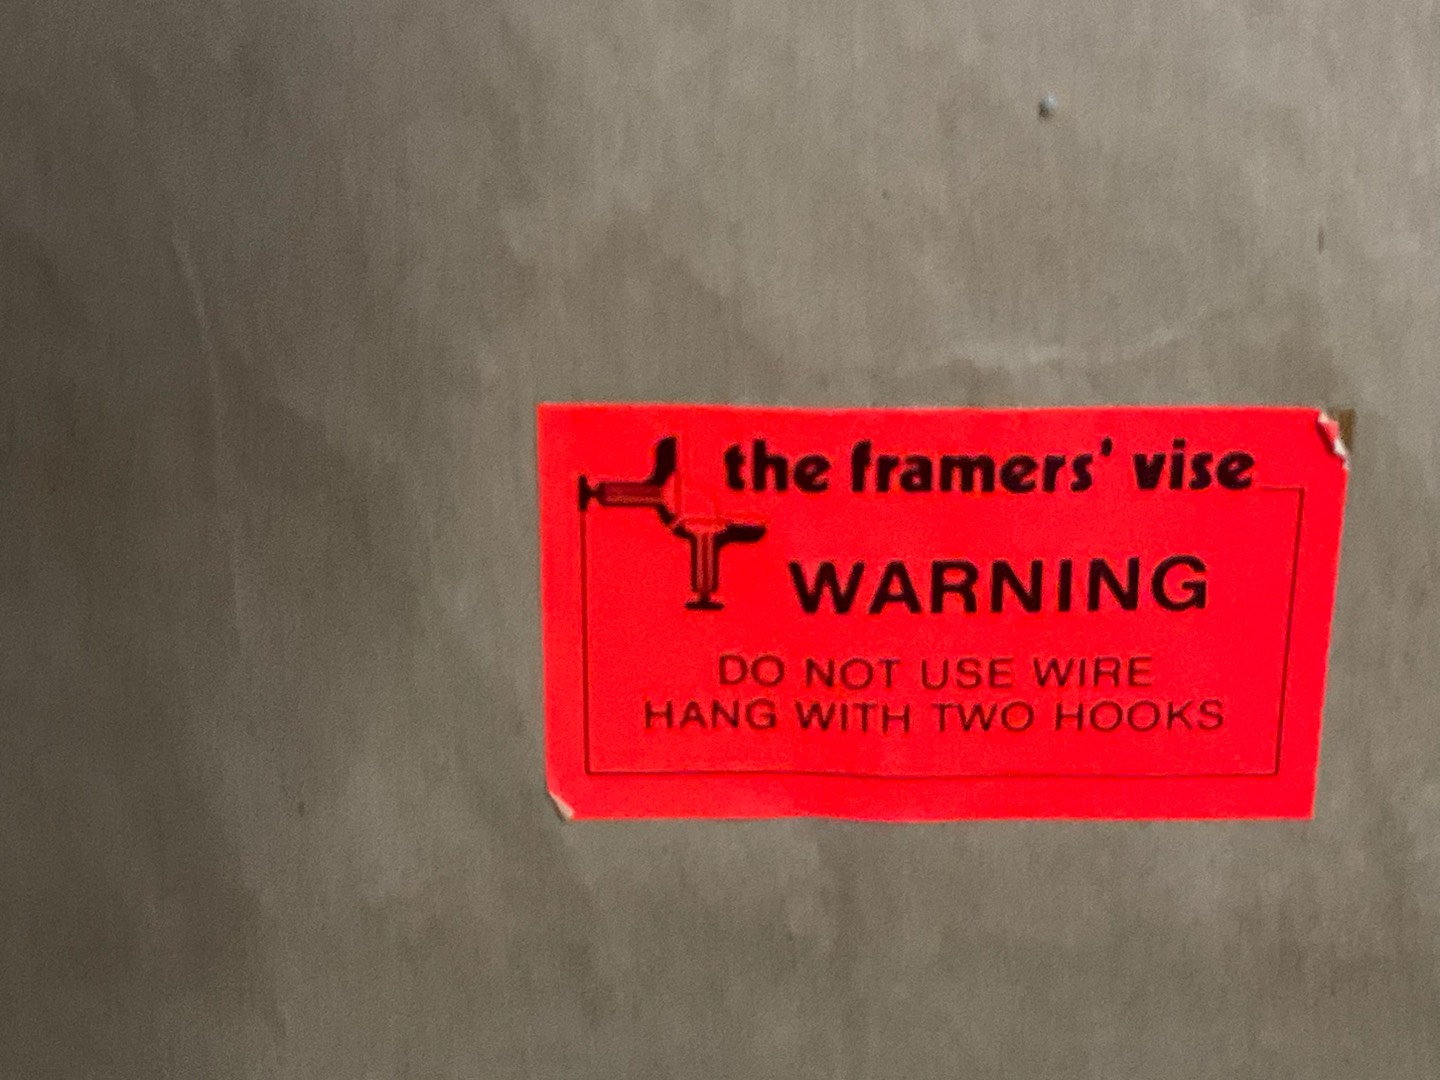 the framers' vise
WARNING
DO NOT USE WIRE
HANG WITH TWO HOOKS